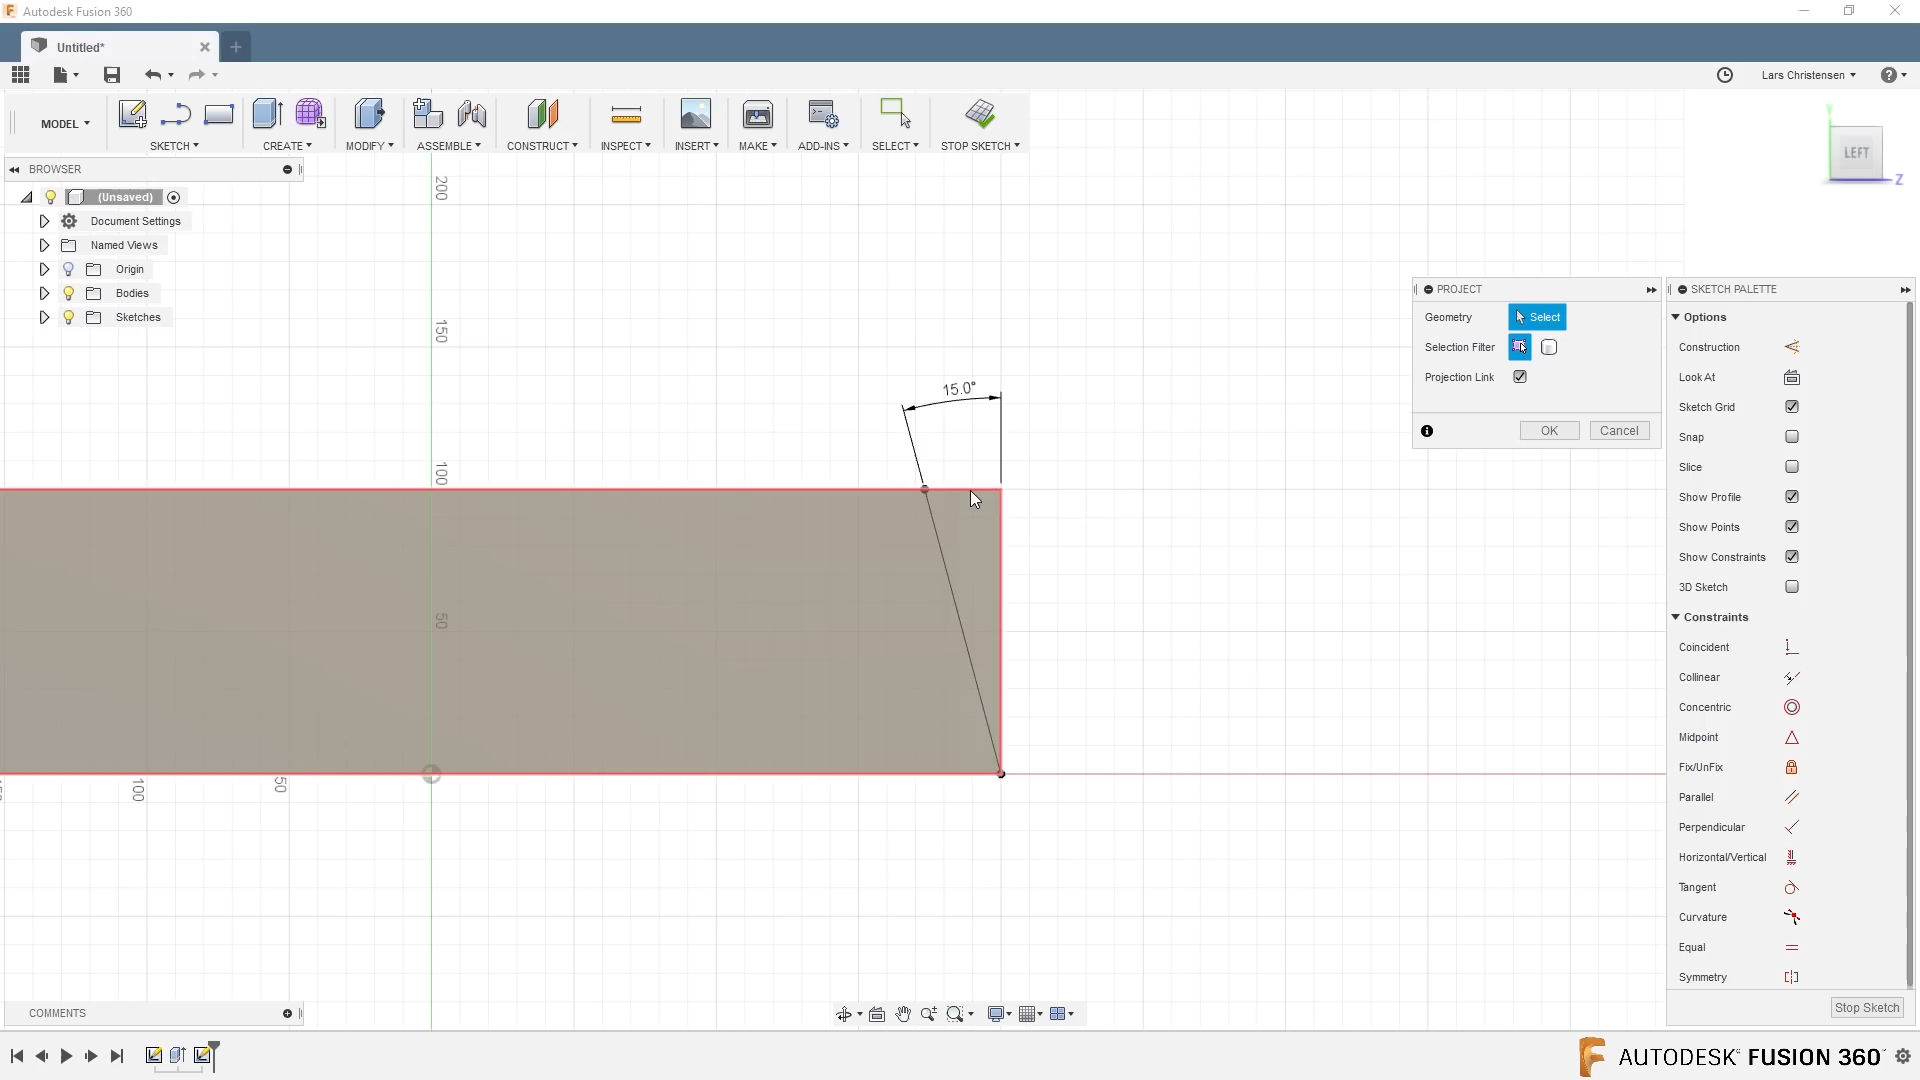 Autodesk Fusion 360
Untitled*
Lars Christensen
MODEL
SKETCH
CREATE
MODIFY
ASSEMBLE
CONSTRUCT
INSPECT
INSERT
MAKE
ADD-INS
SELECT
STOP SKETCH
BROWSER
(Unsaved)
Document Settings
Named Views
Origin
Bodies
Sketches
200
150
100
50
100
50
15.0°
LEFT
Z
PROJECT
Geometry Select
Selection Filter
Projection Link
OK Cancel
SKETCH PALETTE
Options
Construction
Look At
Sketch Grid
Snap
Slice
Show Profile
Show Points
Show Constraints
3D Sketch
Constraints
Coincident
Collinear
Concentric
Midpoint
Fix/UnFix
Parallel
Perpendicular
Horizontal/Vertical
Tangent
Curvature
Equal
Symmetry
Stop Sketch
COMMENTS
AUTODESK® FUSION 360™